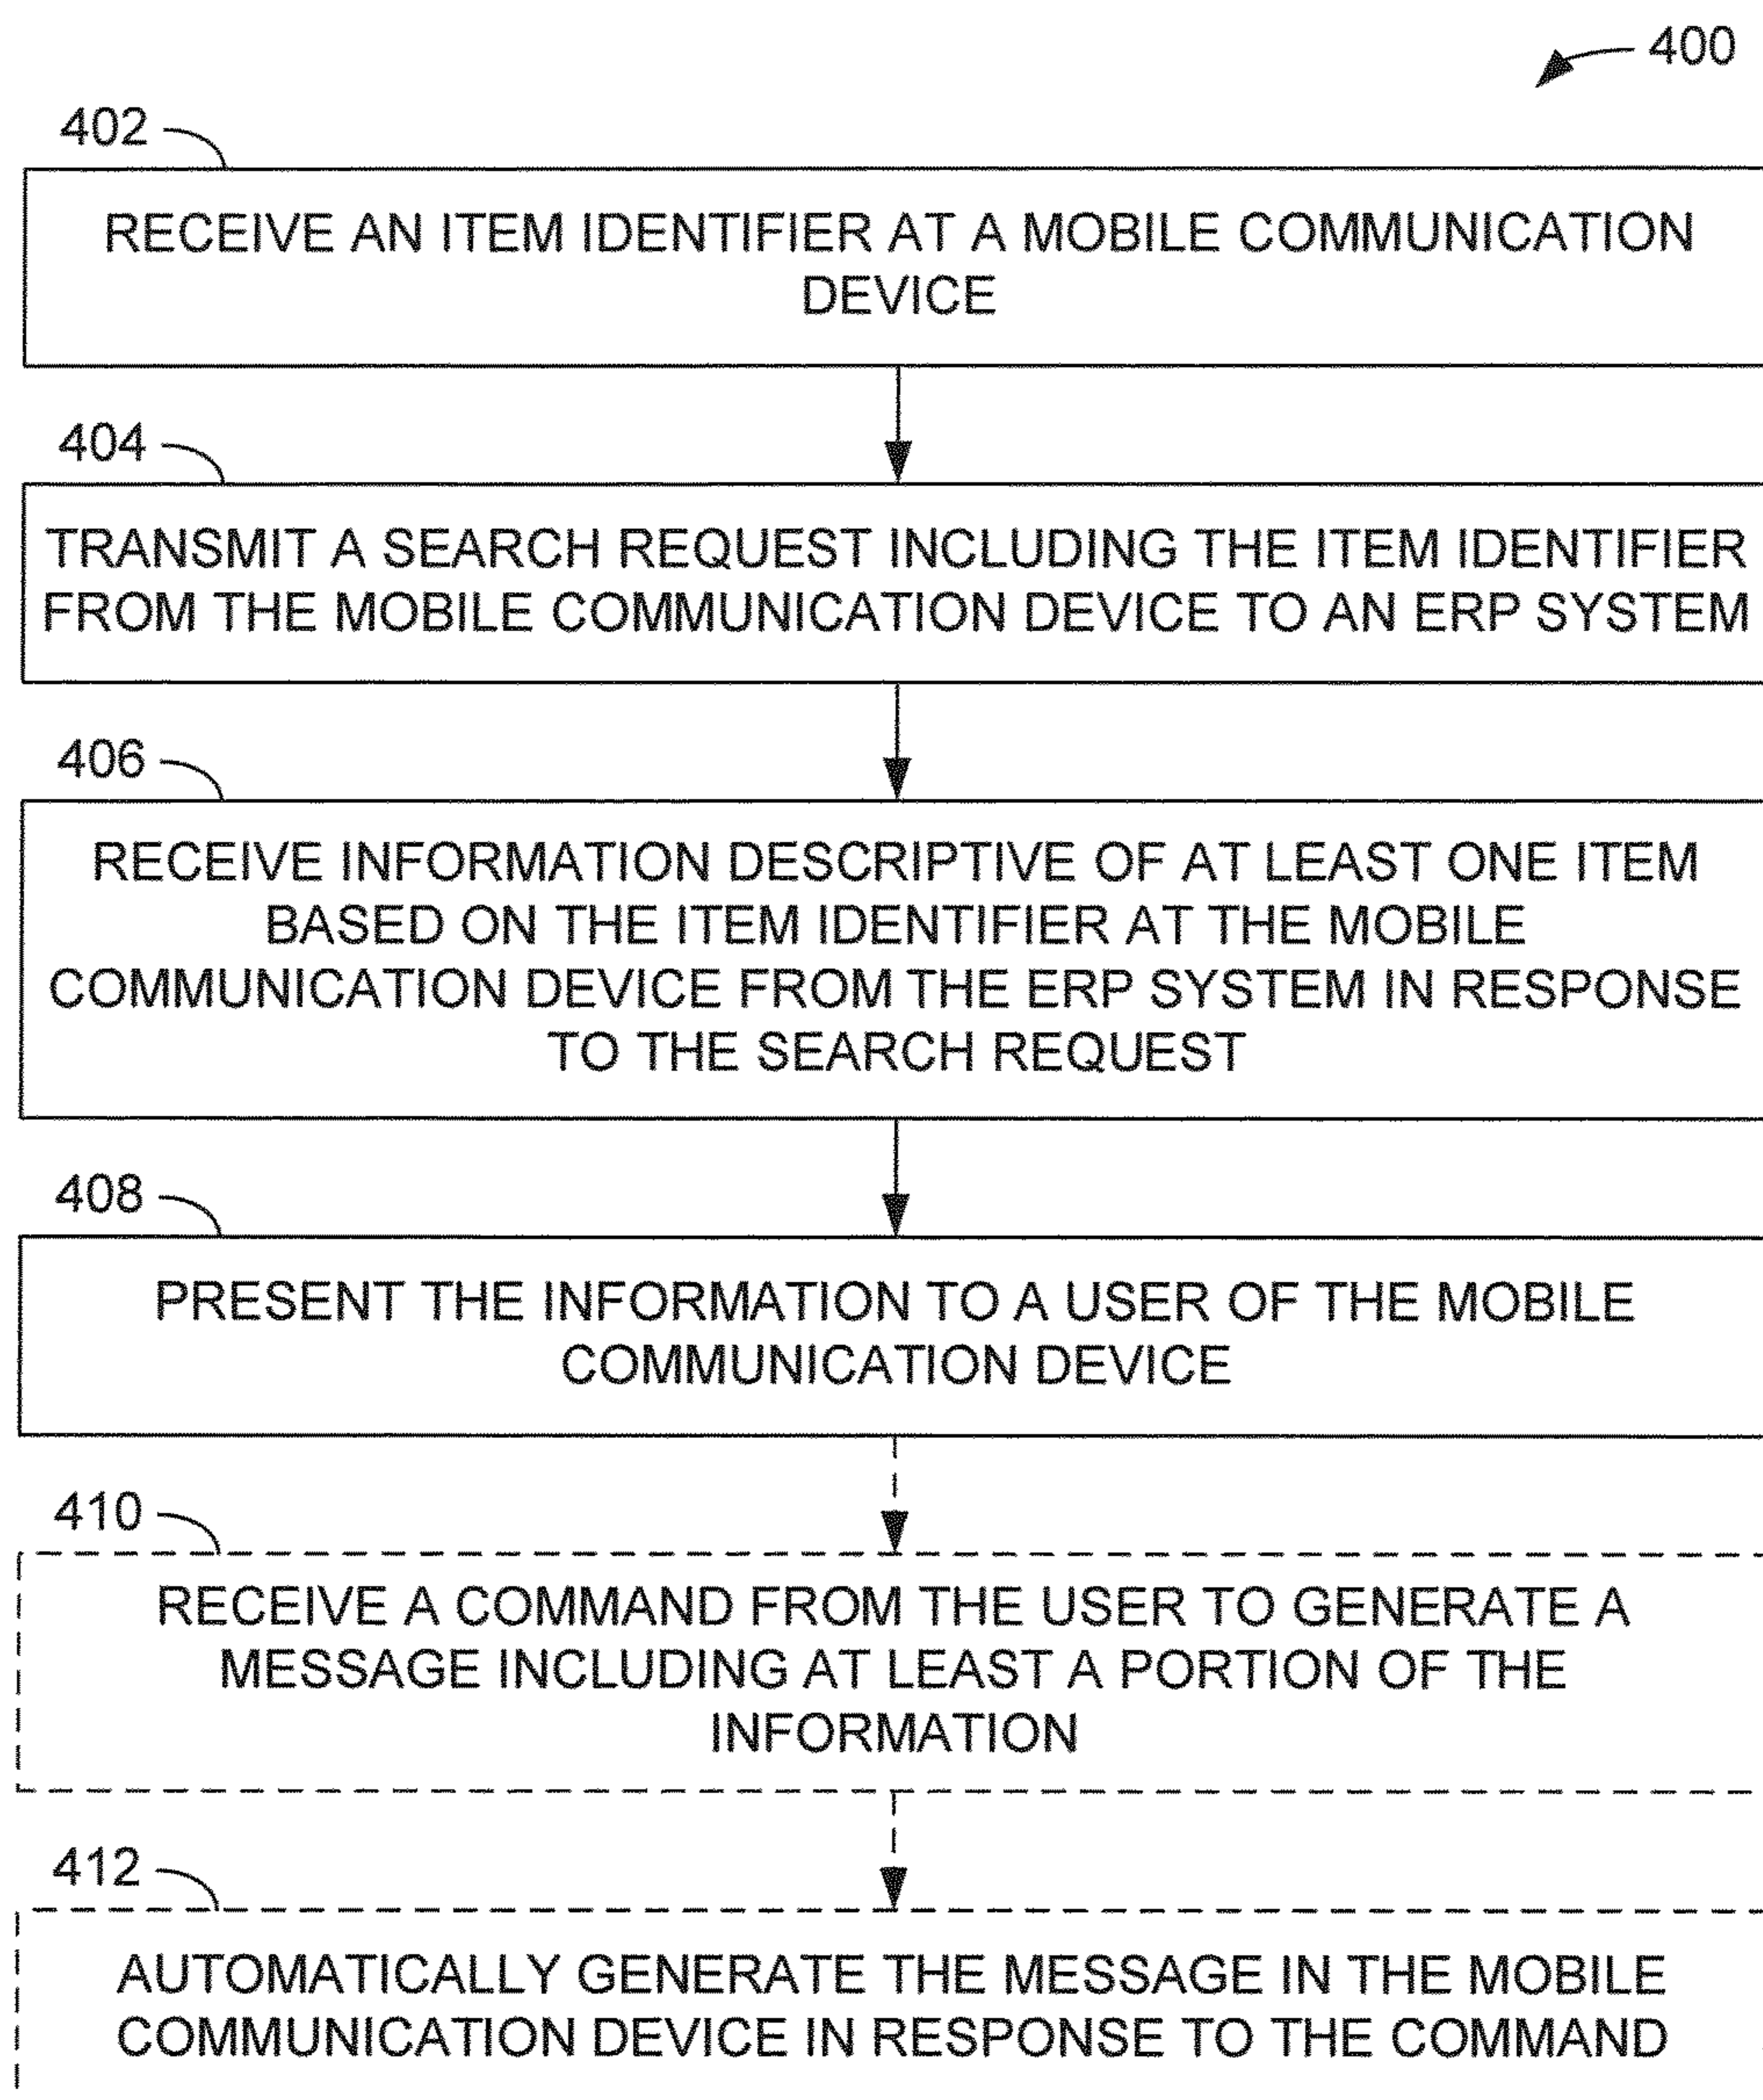 400
402
RECEIVE AN ITEM IDENTIFIER AT A MOBILE COMMUNICATION
DEVICE
404
TRANSMIT A SEARCH REQUEST INCLUDING THE ITEM IDENTIFIER
FROM THE MOBILE COMMUNICATION DEVICE TO AN ERP SYSTEM
406
RECEIVE INFORMATION DESCRIPTIVE OF AT LEAST ONE ITEM
BASED ON THE ITEM IDENTIFIER AT THE MOBILE
COMMUNICATION DEVICE FROM THE ERP SYSTEM IN RESPONSE
TO THE SEARCH REQUEST
408
PRESENT THE INFORMATION TO A USER OF THE MOBILE
COMMUNICATION DEVICE
410
RECEIVE A COMMAND FROM THE USER TO GENERATE A
MESSAGE INCLUDING AT LEAST A PORTION OF THE
INFORMATION
412
AUTOMATICALLY GENERATE THE MESSAGE IN THE MOBILE
COMMUNICATION DEVICE IN RESPONSE TO THE COMMAND